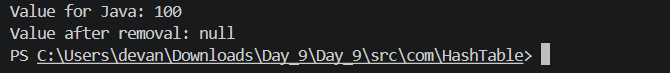 Value for Java: 100
Value after removal: null
PS C:\Users\devan\Downloads\Day_9\Day_9\src\com\HashTable>